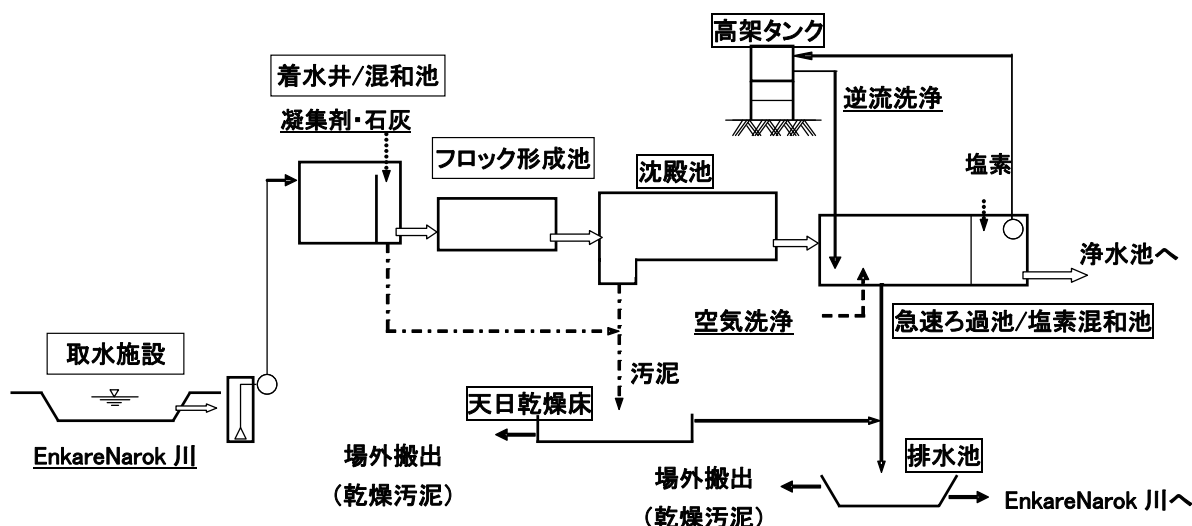 高架タンク
着水井/混和池
逆流洗浄
凝集剤・石灰
フロック形成池
沈殿池
塩素
浄水池へ
空気洗浄
急速ろ過池/塩素混和池
取水施設
汚泥
天日乾燥床
EnkareNarok 川
場外搬出
（乾燥汚泥）
排水池
場外搬出
（乾燥汚泥）
EnkareNarok 川へ